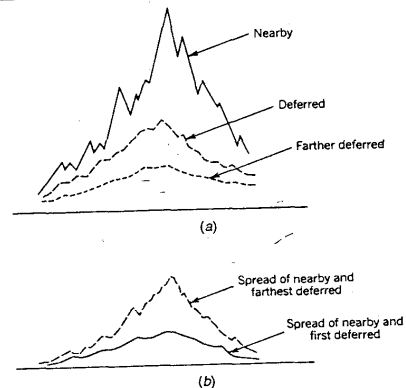 Nearby
Deferred
Farther deferred
(a)
Spread of nearby and
farthest deferred
Spread of nearby and
first deferred
(b)